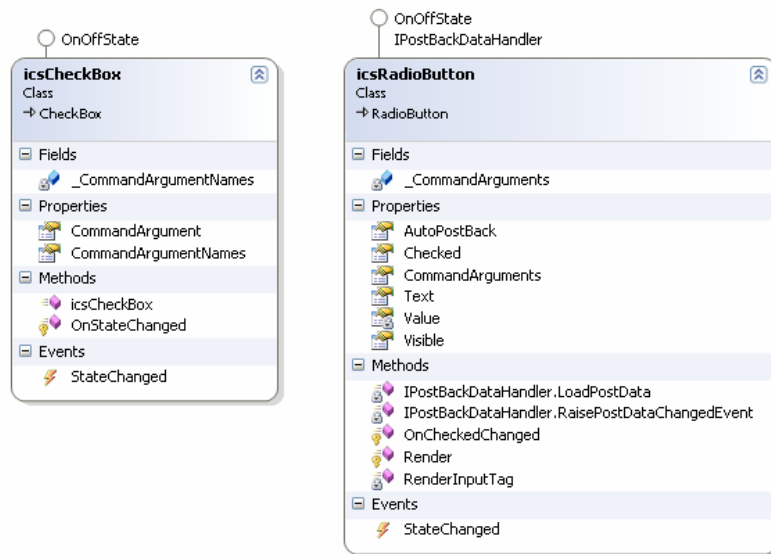 OnOffState
icsCheckBox
Class
CheckBox
Fields
_CommandArgumentNames
Properties
CommandArgument
CommandArgumentNames
Methods
icsCheckBox
OnStateChanged
Events
StateChanged
OnOffState
IPostBackDataHandler
icsRadioButton
Class
RadioButton
Fields
_CommandArguments
Properties
AutoPostBack
Checked
CommandArguments
Text
Value
Visible
Methods
IPostBackDataHandler.LoadPostData
IPostBackDataHandler.RaisePostDataChangedEvent
OnCheckedChanged
Render
RenderInputTag
Events
StateChanged